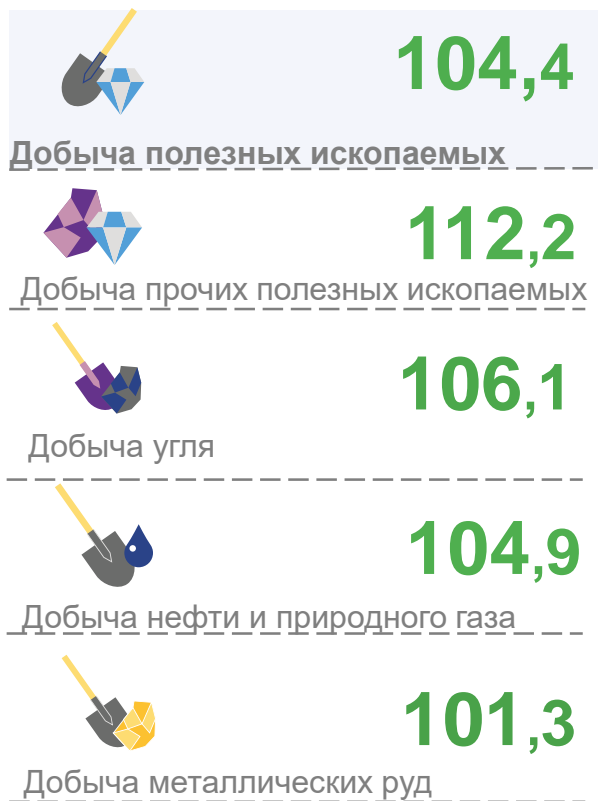 104,4
Добыча полезных ископаемых
112,2
Добыча прочих полезных ископаемых
106,1
Добыча угля
104,9
Добыча нефти и природного газа
101,3
Добыча металлических руд